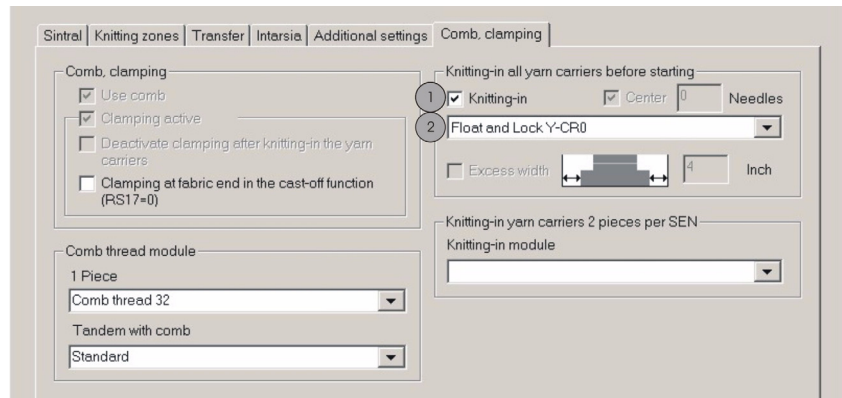 Sintral Knitting zones Transfer Intarsia Additional settings Comb, clamping
Comb, clamping
Use comb
Clamping active
Deactivate clamping after knitting-in the yarn
carriers
Clamping at fabric end in the cast-off function
(RS17=0)
Comb thread module
1 Piece
Comb thread 32
Tandem with comb
Standard
Knitting-in all yarn carriers before starting
1 Knitting-in Center 0 Needles
2 Float and Lock Y-CR0
Excess width 4 Inch
Knitting-in yarn carriers 2 pieces per SEN
Knitting-in module